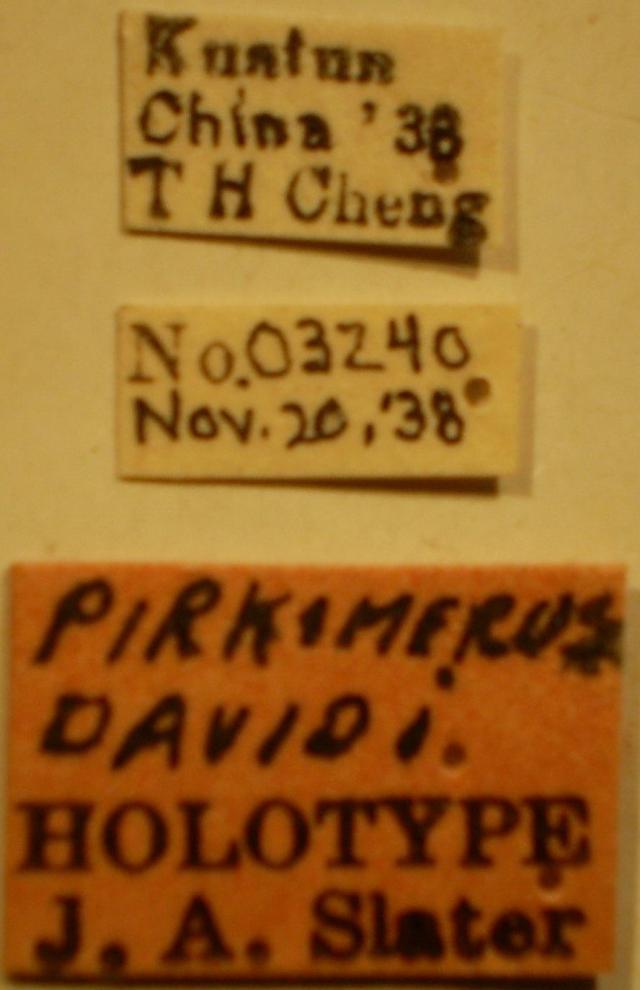 Kuatun
China '38
T H Cheng
No. 03240
Nov. 20, '38
PIRKIMERUS
DAVIDI.
HOLOTYPE
J. A. Slater